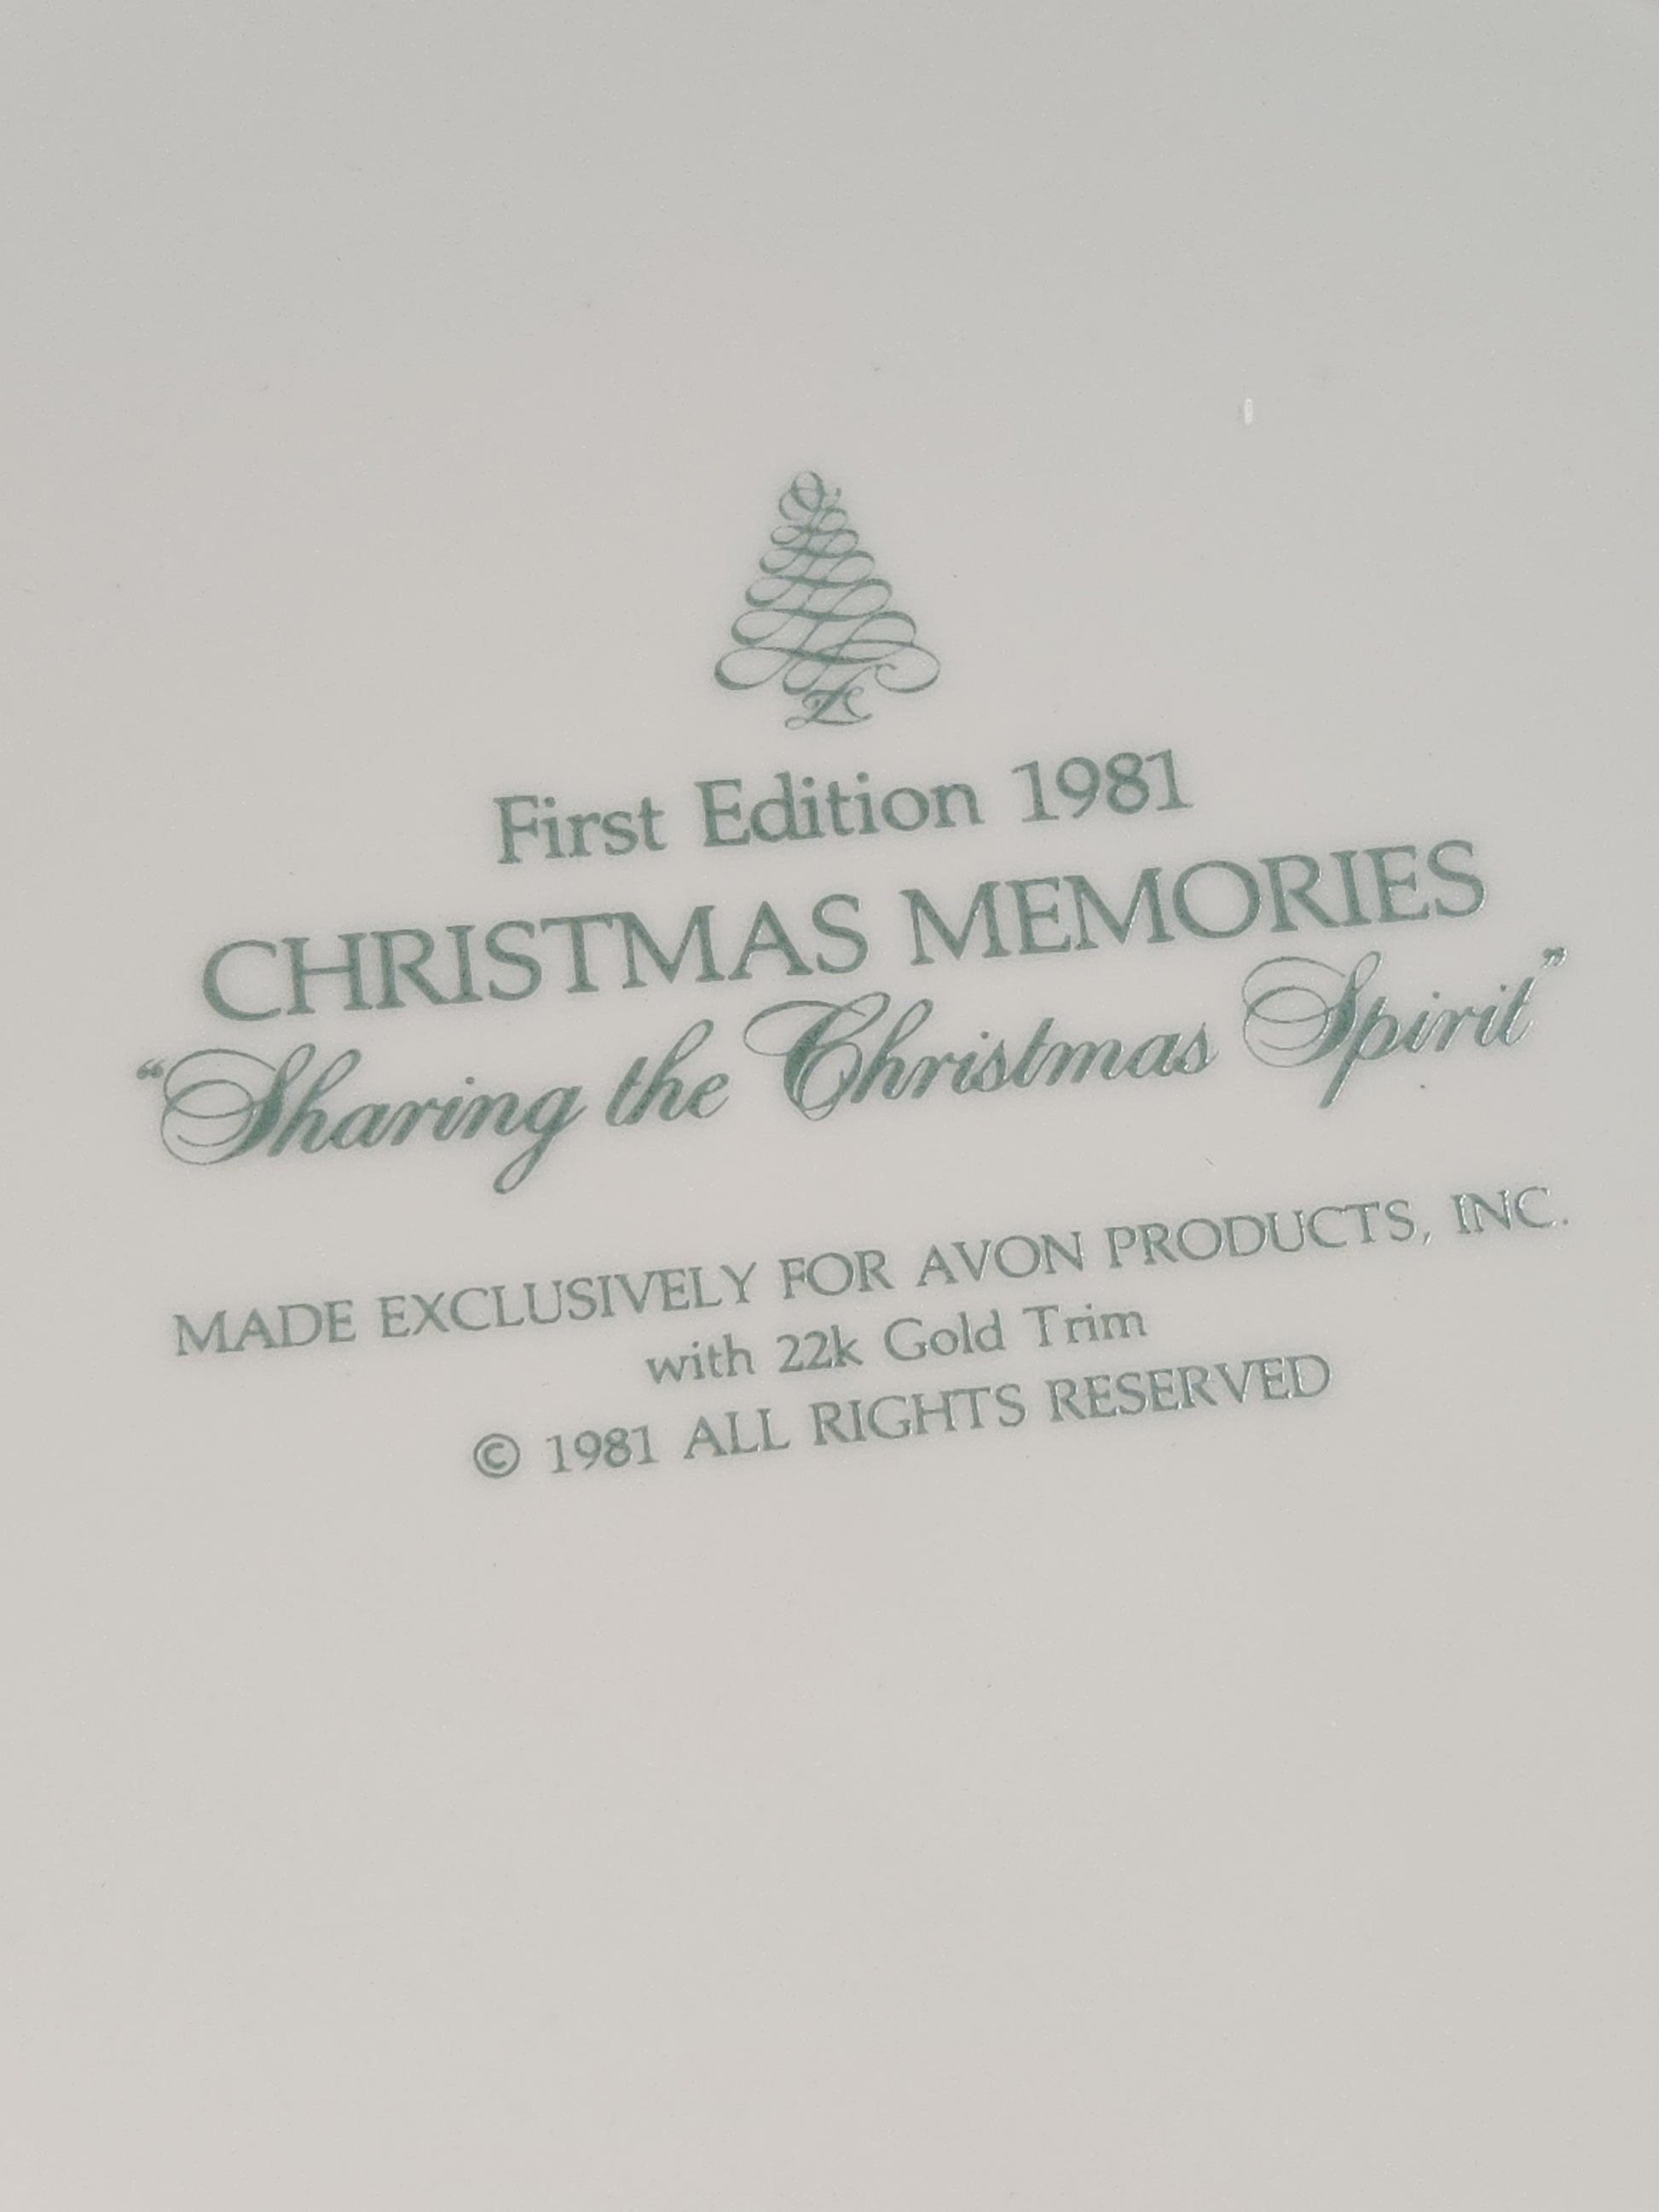 First Edition 1981
CHRISTMAS MEMORIES
“Sharing the Christmas Spirit”
MADE EXCLUSIVELY FOR AVON PRODUCTS, INC.
with 22k Gold Trim
© 1981 ALL RIGHTS RESERVED